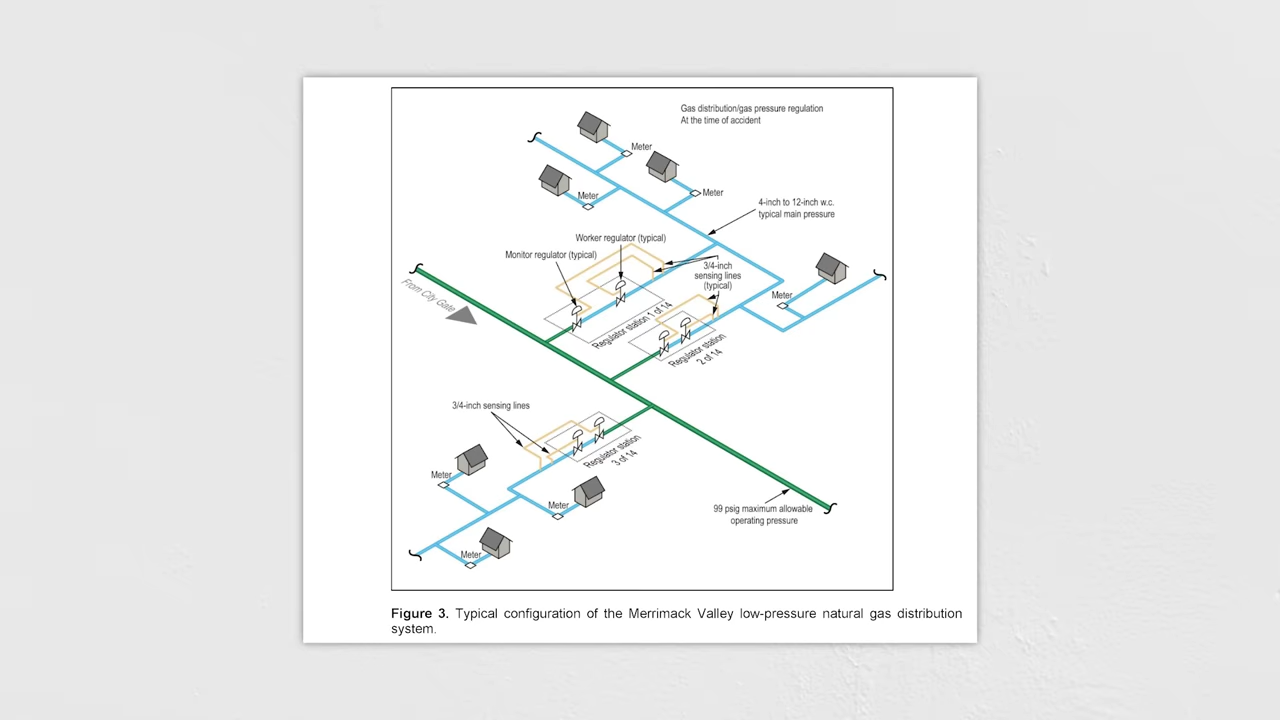 Gas distribution/gas pressure regulation
At the time of accident
Meter
Meter
Meter
4-inch to 12-inch w.c.
typical main pressure
Worker regulator (typical)
Monitor regulator (typical)
3/4-inch
sensing lines
(typical)
Meter
From City Gate
Regulator station 1 of 14
Regulator station
2 of 14
3/4-inch sensing lines
Regulator station
3 of 14
Meter
Meter
99 psig maximum allowable
operating pressure
Meter
Figure 3. Typical configuration of the Merrimack Valley low-pressure natural gas distribution
system.